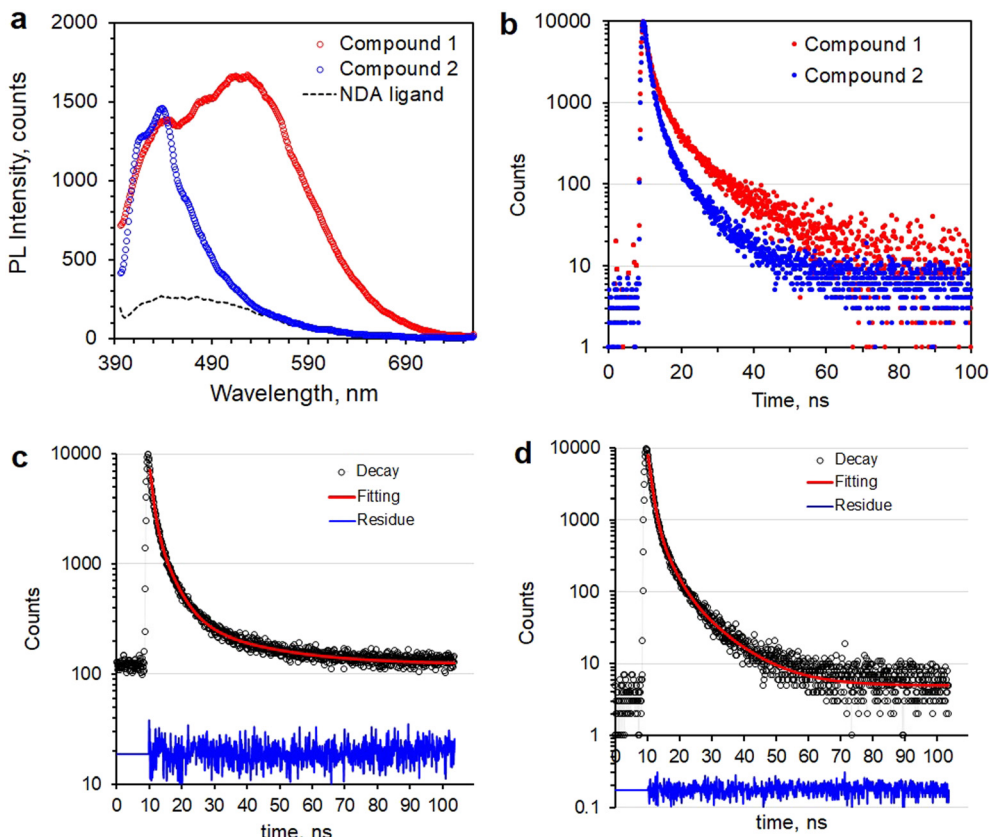 a
PL Intensity, counts
2000
1500
1000
500
0
390
490
590
690
Wavelength, nm
Compound 1
Compound 2
NDA ligand
b
Counts
10000
1000
100
10
1
0
20
40
60
80
100
Time, ns
Compound 1
Compound 2
c
Counts
10000
1000
100
10
0
10
20
30
40
50
60
70
80
90
100
time, ns
Decay
Fitting
Residue
d
Counts
10000
1000
100
10
1
0.1
0
10
20
30
40
50
60
70
80
90
100
time, ns
Decay
Fitting
Residue